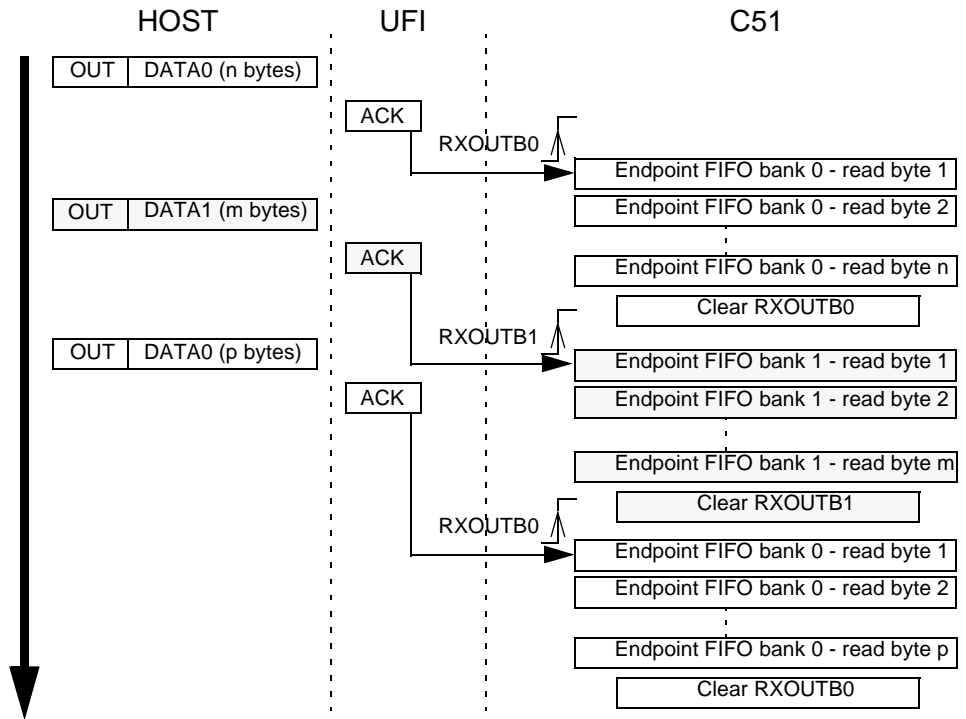 HOST UFI C51
OUT DATA0 (n bytes)
ACK
RXOUTB0
Endpoint FIFO bank 0 - read byte 1
OUT DATA1 (m bytes)
Endpoint FIFO bank 0 - read byte 2
ACK
Endpoint FIFO bank 0 - read byte n
Clear RXOUTB0
RXOUTB1
OUT DATA0 (p bytes)
Endpoint FIFO bank 1 - read byte 1
ACK
Endpoint FIFO bank 1 - read byte 2
Endpoint FIFO bank 1 - read byte m
Clear RXOUTB1
RXOUTB0
Endpoint FIFO bank 0 - read byte 1
Endpoint FIFO bank 0 - read byte 2
Endpoint FIFO bank 0 - read byte p
Clear RXOUTB0